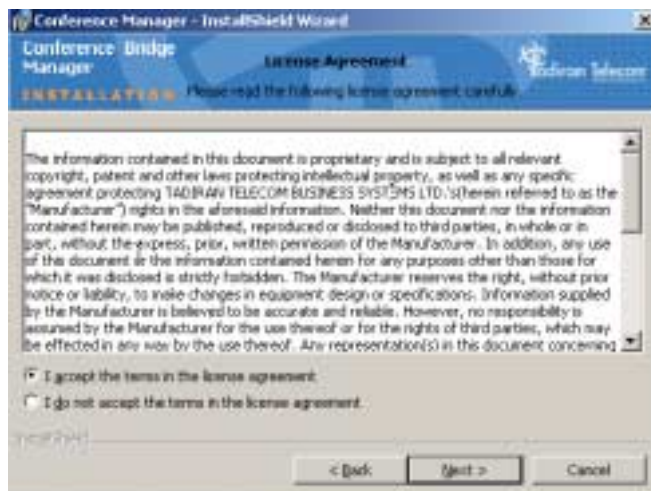 Conference Manager - InstallShield Wizard
Conference Bridge
Manager
INSTALLATION
License Agreement
Please read the following license agreement carefully.
Tadiran Telecom
The information contained in this document is proprietary and is subject to all relevant
copyright, patent and other laws protecting intellectual property, as well as any specific
agreement protecting TADIRAN TELECOM BUSINESS SYSTEMS LTD.'s(herein referred to as the
"Manufacturer") rights in the aforesaid information. Neither this document nor the information
contained herein may be published, reproduced or disclosed to third parties, in whole or in
part, without the express, prior, written permission of the Manufacturer. In addition, any use
of this document or the information contained herein for any purposes other than those for
which it was disclosed is strictly forbidden. The Manufacturer reserves the right, without prior
notice or liability, to make changes in equipment design or specifications. Information supplied
by the Manufacturer is believed to be accurate and reliable. However, no responsibility is
assumed by the Manufacturer for the use thereof or for the rights of third parties, which may
be effected in any way by the use thereof. Any representation(s) in this document concerning
I accept the terms in the license agreement
I do not accept the terms in the license agreement
InstallShield
< Back
Next >
Cancel